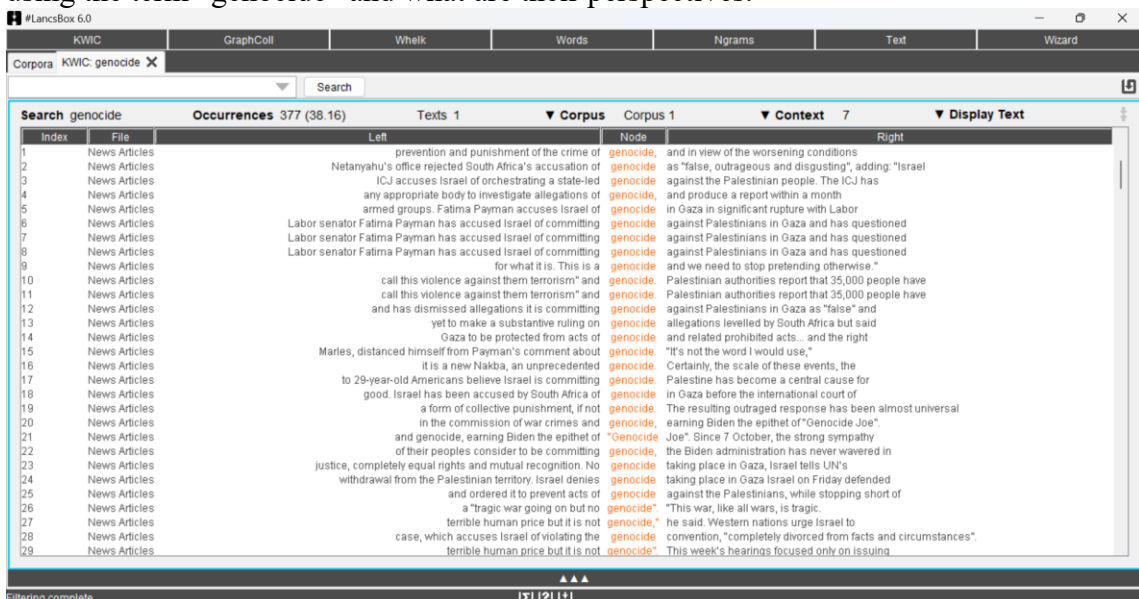 using the term "genocide" and what are their perspectives.
#LancsBox 6.0
KWIC GraphColl Whelk Words Ngrams Text Wizard
Corpora KWIC: genocide
Search
Search genocide Occurrences 377 (38.16) Texts 1 ▼ Corpus Corpus 1 ▼ Context 7 ▼ Display Text
Index File Left Node Right
1 News Articles prevention and punishment of the crime of genocide, and in view of the worsening conditions
2 News Articles Netanyahu's office rejected South Africa's accusation of genocide as "false, outrageous and disgusting", adding: "Israel
3 News Articles ICJ accuses Israel of orchestrating a state-led genocide against the Palestinian people. The ICJ has
4 News Articles any appropriate body to investigate allegations of genocide, and produce a report within a month
5 News Articles armed groups. Fatima Payman accuses Israel of genocide in Gaza in significant rupture with Labor
6 News Articles Labor senator Fatima Payman has accused Israel of committing genocide against Palestinians in Gaza and has questioned
7 News Articles Labor senator Fatima Payman has accused Israel of committing genocide against Palestinians in Gaza and has questioned
8 News Articles Labor senator Fatima Payman has accused Israel of committing genocide against Palestinians in Gaza and has questioned
9 News Articles for what it is. This is a genocide and we need to stop pretending otherwise."
10 News Articles call this violence against them terrorism" and genocide. Palestinian authorities report that 35,000 people have
11 News Articles call this violence against them terrorism" and genocide. Palestinian authorities report that 35,000 people have
12 News Articles and has dismissed allegations it is committing genocide against Palestinians in Gaza as "false" and
13 News Articles yet to make a substantive ruling on genocide allegations levelled by South Africa but said
14 News Articles Gaza to be protected from acts of genocide and related prohibited acts... and the right
15 News Articles Marles, distanced himself from Payman's comment about genocide. "It's not the word I would use,"
16 News Articles it is a new Nakba, an unprecedented genocide. Certainly, the scale of these events, the
17 News Articles to 29-year-old Americans believe Israel is committing genocide. Palestine has become a central cause for
18 News Articles good. Israel has been accused by South Africa of genocide in Gaza before the international court of
19 News Articles a form of collective punishment, if not genocide. The resulting outraged response has been almost universal
20 News Articles in the commission of war crimes and genocide, earning Biden the epithet of "Genocide Joe".
21 News Articles and genocide, earning Biden the epithet of "Genocide Joe". Since 7 October, the strong sympathy
22 News Articles of their peoples consider to be committing genocide, the Biden administration has never wavered in
23 News Articles justice, completely equal rights and mutual recognition. No genocide taking place in Gaza, Israel tells UN's
24 News Articles withdrawal from the Palestinian territory. Israel denies genocide taking place in Gaza Israel on Friday defended
25 News Articles and ordered it to prevent acts of genocide against the Palestinians, while stopping short of
26 News Articles a "tragic war going on but no genocide". "This war, like all wars, is tragic.
27 News Articles terrible human price but it is not genocide," he said. Western nations urge Israel to
28 News Articles case, which accuses Israel of violating the genocide convention, "completely divorced from facts and circumstances".
29 News Articles terrible human price but it is not genocide". This week's hearings focused only on issuing
Filtering complete